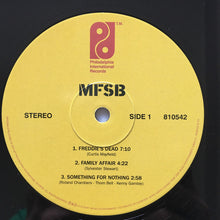 T.M.
Philadelphia
International
Records
MFSB
STEREO
SIDE 1 810542
1. FREDDIE'S DEAD 7:10
(Curtis Mayfield)
2. FAMILY AFFAIR 4:22
(Sylvester Stewart)
3. SOMETHING FOR NOTHING 2:58
(Roland Chambers - Thom Bell - Kenny Gamble)